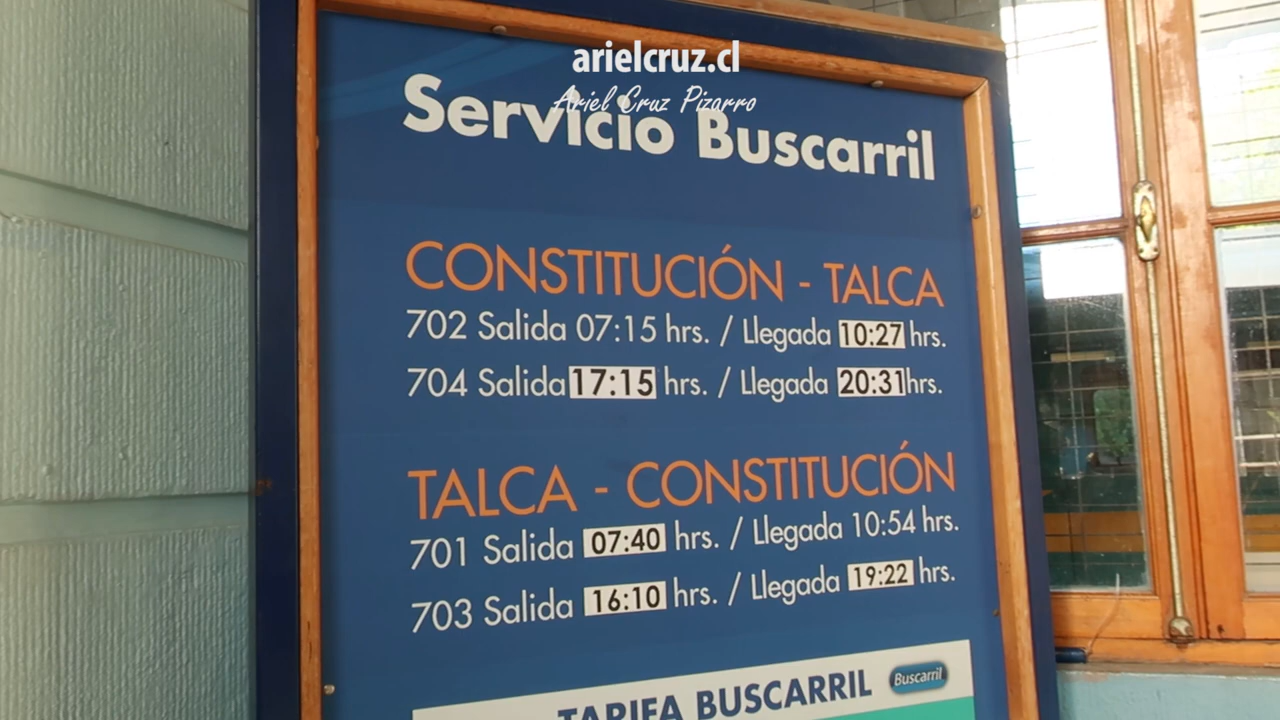 arielcruz.cl
Ariel Cruz Pizarro
Servicio Buscarril
CONSTITUCIÓN - TALCA
702 Salida 07:15 hrs. / Llegada 10:27 hrs.
704 Salida 17:15 hrs. / Llegada 20:31 hrs.
TALCA - CONSTITUCIÓN
701 Salida 07:40 hrs. / Llegada 10:54 hrs.
703 Salida 16:10 hrs. / Llegada 19:22 hrs.
TARIFA BUSCARRIL Buscarril